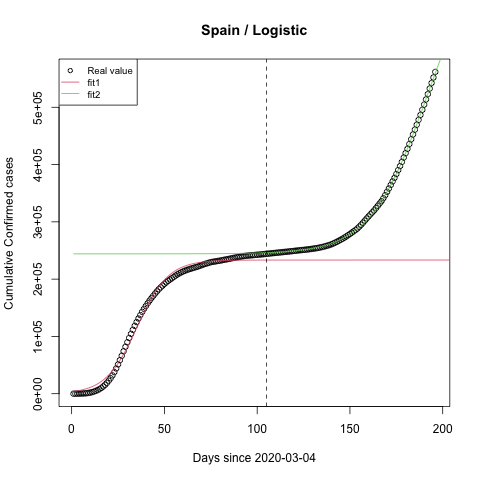 Spain / Logistic
Real value
fit1
fit2
Cumulative Confirmed cases
0e+00
1e+05
2e+05
3e+05
4e+05
5e+05
0 50 100 150 200
Days since 2020-03-04